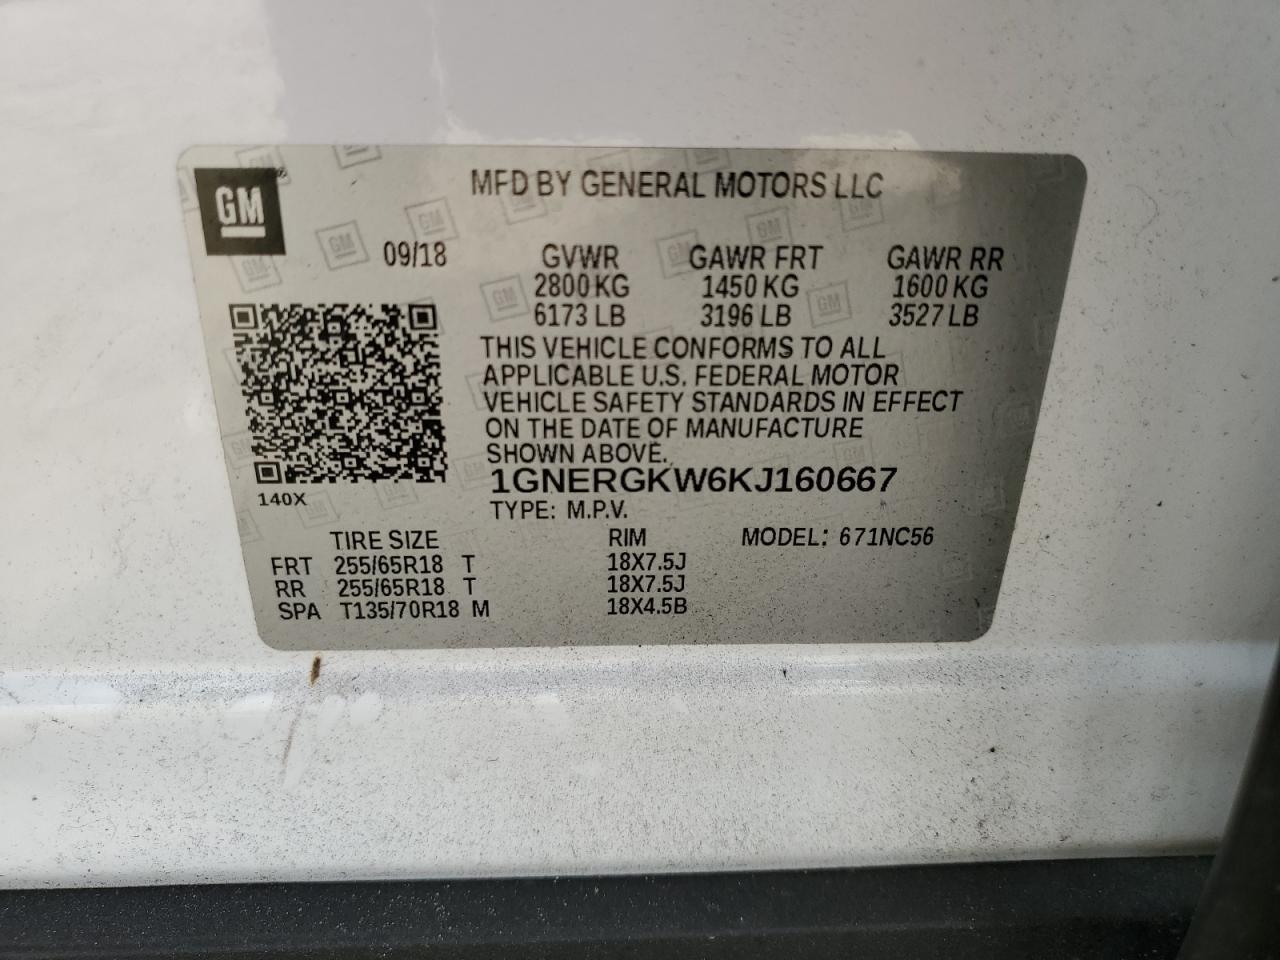 GM
MFD BY GENERAL MOTORS LLC
09/18 GVWR GAWR FRT GAWR RR
2800 KG 1450 KG 1600 KG
6173 LB 3196 LB 3527 LB
THIS VEHICLE CONFORMS TO ALL
APPLICABLE U.S. FEDERAL MOTOR
VEHICLE SAFETY STANDARDS IN EFFECT
ON THE DATE OF MANUFACTURE
SHOWN ABOVE.
1GNERGKW6KJ160667
140X
TYPE: M.P.V.
TIRE SIZE RIM MODEL: 671NC56
FRT 255/65R18 T 18X7.5J
RR 255/65R18 T 18X7.5J
SPA T135/70R18 M 18X4.5B